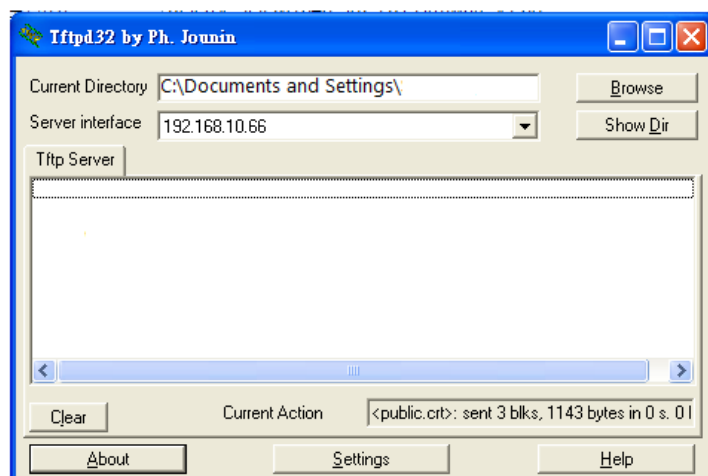 Tftpd32 by Ph. Jounin
Current Directory C:\Documents and Settings\ Browse
Server interface 192.168.10.66 Show Dir
Tftp Server
Clear Current Action <public.crt>: sent 3 blks, 1143 bytes in 0 s. 0
About Settings Help